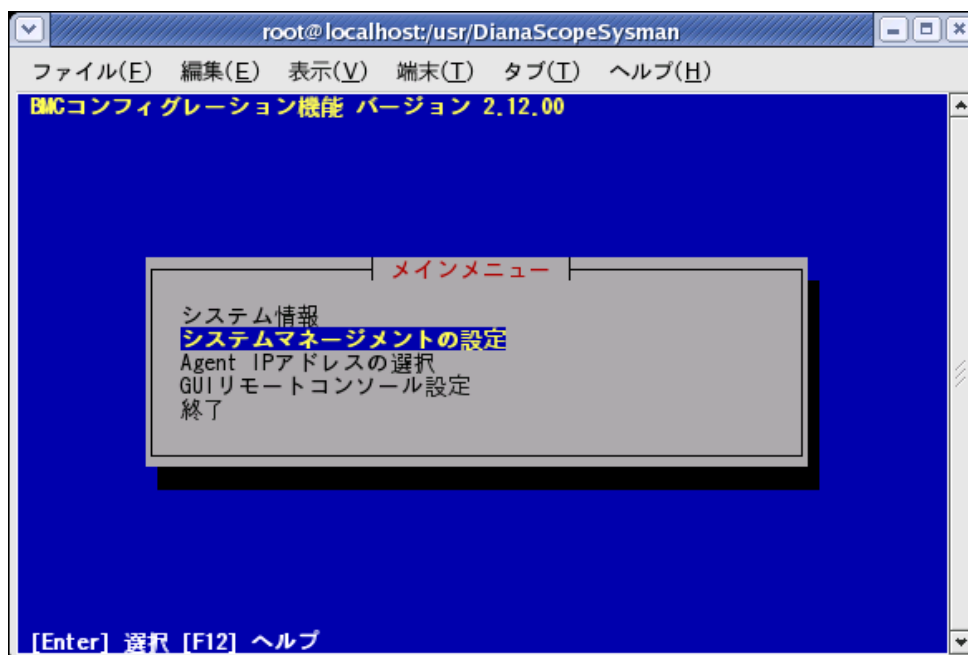 root@localhost:/usr/DianaScopeSysman
ファイル(F) 編集(E) 表示(V) 端末(T) タブ(T) ヘルプ(H)
BMCコンフィグレーション機能 バージョン 2.12.00
メインメニュー
システム情報
システムマネージメントの設定
Agent IPアドレスの選択
GUIリモートコンソール設定
終了
[Enter] 選択 [F12] ヘルプ